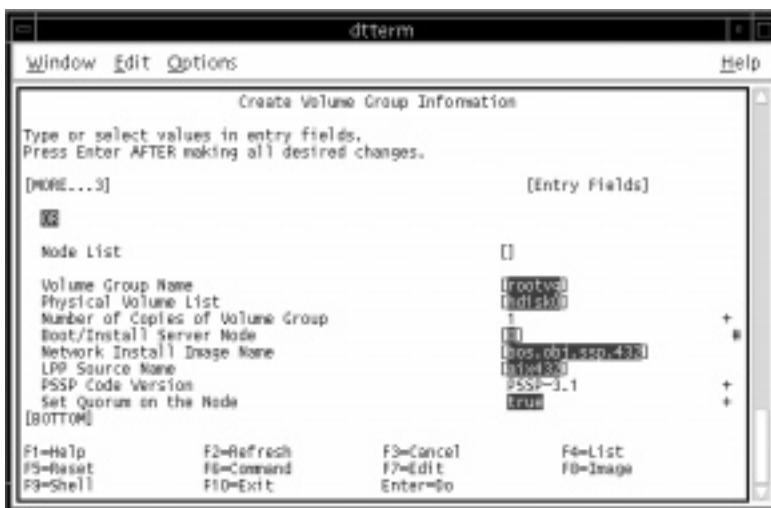 dtterm
Window Edit Options Help
Create Volume Group Information
Type or select values in entry fields.
Press Enter AFTER making all desired changes.
[MORE...3] [Entry Fields]
OR
Node List []
Volume Group Name [rootvg]
Physical Volume List [hdisk0]
Number of Copies of Volume Group 1 +
Boot/Install Server Node [0] #
Network Install Image Name [bos.obj.ssp.432]
LPP Source Name [aix432]
PSSP Code Version PSSP-3.1 +
Set Quorum on the Node true +
[BOTTOM]
F1=Help F2=Refresh F3=Cancel F4=List
F5=Reset F6=Command F7=Edit F8=Image
F9=Shell F10=Exit Enter=Do